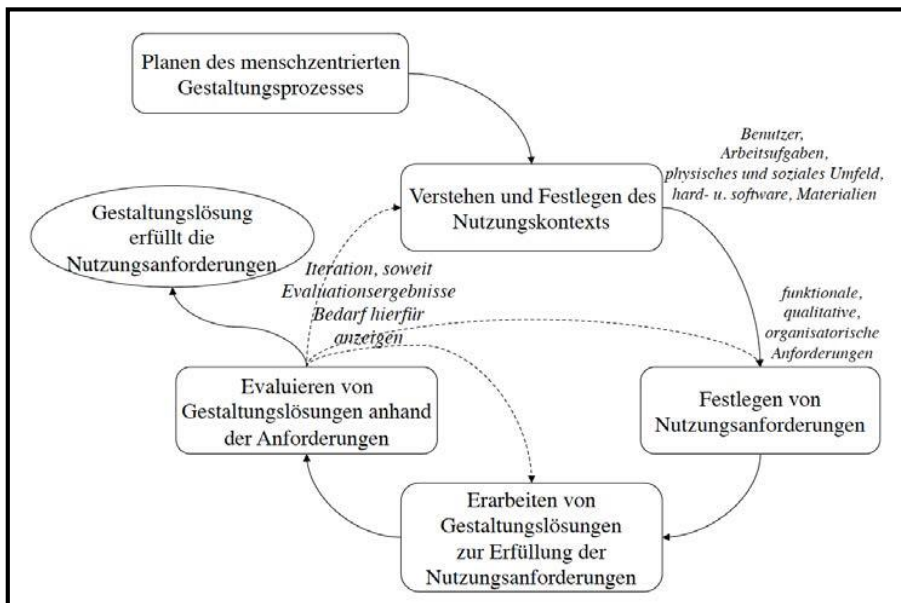 Planen des menschzentrierten
Gestaltungsprozesses
Benutzer,
Arbeitsaufgaben,
physisches und soziales Umfeld,
hard- u. software, Materialien
Verstehen und Festlegen des
Nutzungskontexts
Gestaltungslösung
erfüllt die
Nutzungsanforderungen
Iteration, soweit
Evaluationsergebnisse
Bedarf hierfür
anzeigen
funktionale,
qualitative,
organisatorische
Anforderungen
Evaluieren von
Gestaltungslösungen anhand
der Anforderungen
Festlegen von
Nutzungsanforderungen
Erarbeiten von
Gestaltungslösungen
zur Erfüllung der
Nutzungsanforderungen